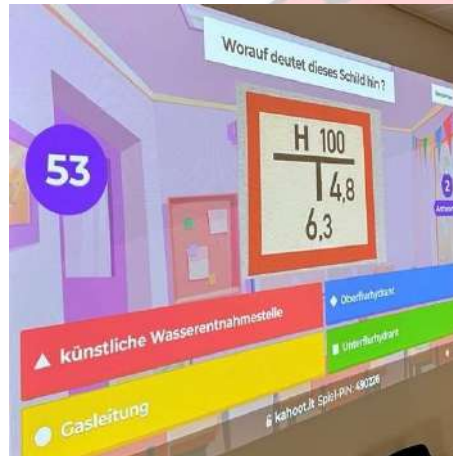 Worauf deutet dieses Schild hin?
53
H 100
4,8
6,3
2
▲ künstliche Wasserentnahmestelle
◆ Oberflurhydrant
● Gasleitung
■ Unterflurhydrant
kahoot.it Spiel-PIN: